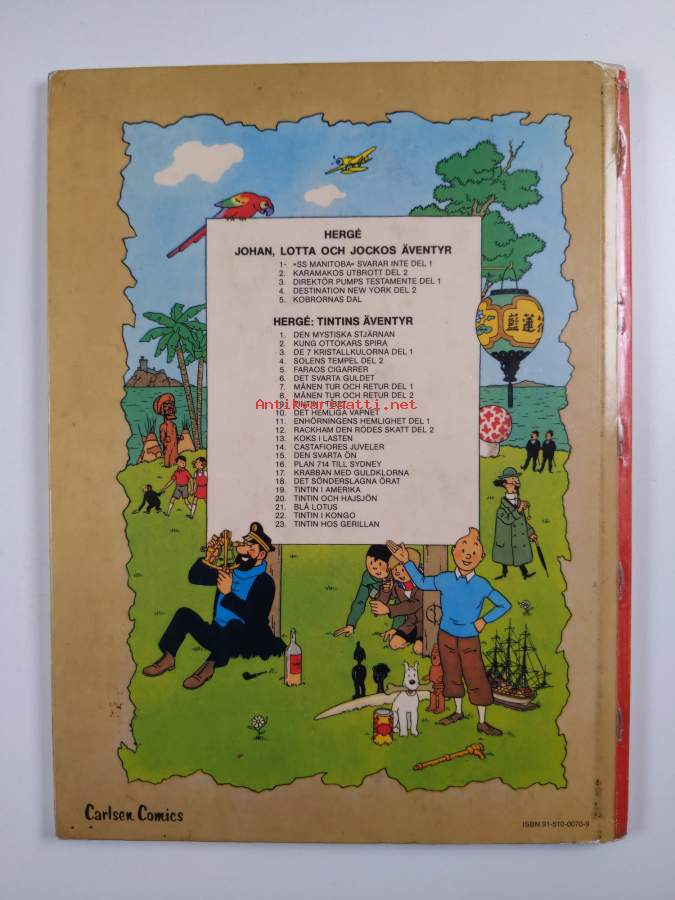 HERGÉ
JOHAN, LOTTA OCH JOCKOS ÄVENTYR
1- »SS MANITOBA« SVARAR INTE DEL 1
2. KARAMAKOS UTBROTT DEL 2
3. DIREKTÖR PUMPS TESTAMENTE DEL 1
4. DESTINATION NEW YORK DEL 2
5. KOBRORNAS DAL
HERGÉ: TINTINS ÄVENTYR
1. DEN MYSTISKA STJÄRNAN
2. KUNG OTTOKARS SPIRA
3. DE 7 KRISTALLKULORNA DEL 1
4. SOLENS TEMPEL DEL 2
5. FARAOS CIGARRER
6. DET SVARTA GULDET
7. MÅNEN TUR OCH RETUR DEL 1
8. MÅNEN TUR OCH RETUR DEL 2
9. TINTIN I TIBET
Antikvariaatti.net
10. DET HEMLIGA VAPNET
11. ENHÖRNINGENS HEMLIGHET DEL 1
12. RACKHAM DEN RÖDES SKATT DEL 2
13. KOKS I LASTEN
14. CASTAFIORES JUVELER
15. DEN SVARTA ÖN
16. PLAN 714 TILL SYDNEY
17. KRABBAN MED GULDKLORNA
18. DET SÖNDERSLAGNA ÖRAT
19. TINTIN I AMERIKA
20. TINTIN OCH HAJSJÖN
21. BLÅ LOTUS
22. TINTIN I KONGO
23. TINTIN HOS GERILLAN
藍蓮
Carlsen Comics
ISBN 91-510-0070-9